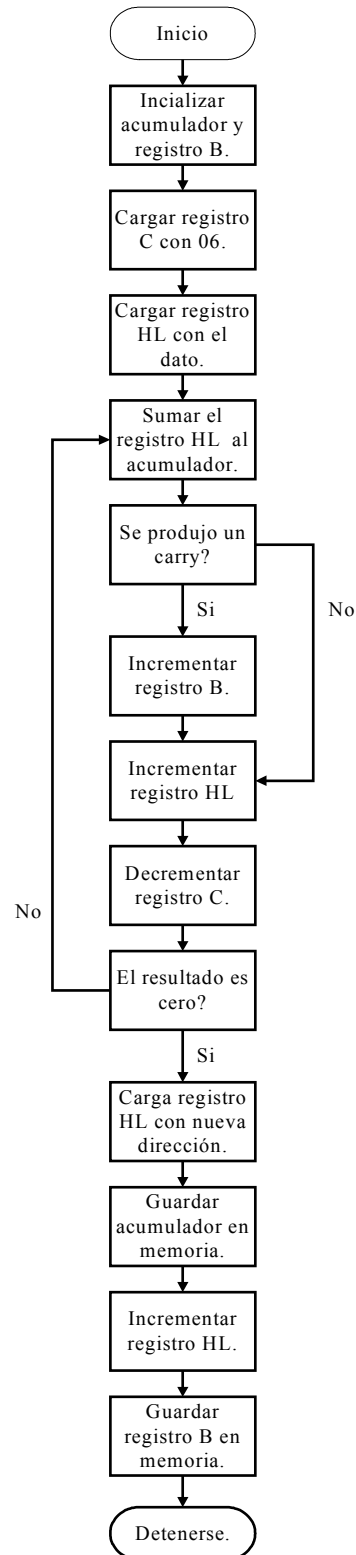 Inicio
Incializar
acumulador y
registro B.
Cargar registro
C con 06.
Cargar registro
HL con el
dato.
Sumar el
registro HL al
acumulador.
Se produjo un
carry?
Si
No
Incrementar
registro B.
Incrementar
registro HL
Decrementar
registro C.
No
El resultado es
cero?
Si
Carga registro
HL con nueva
dirección.
Guardar
acumulador en
memoria.
Incrementar
registro HL.
Guardar
registro B en
memoria.
Detenerse.